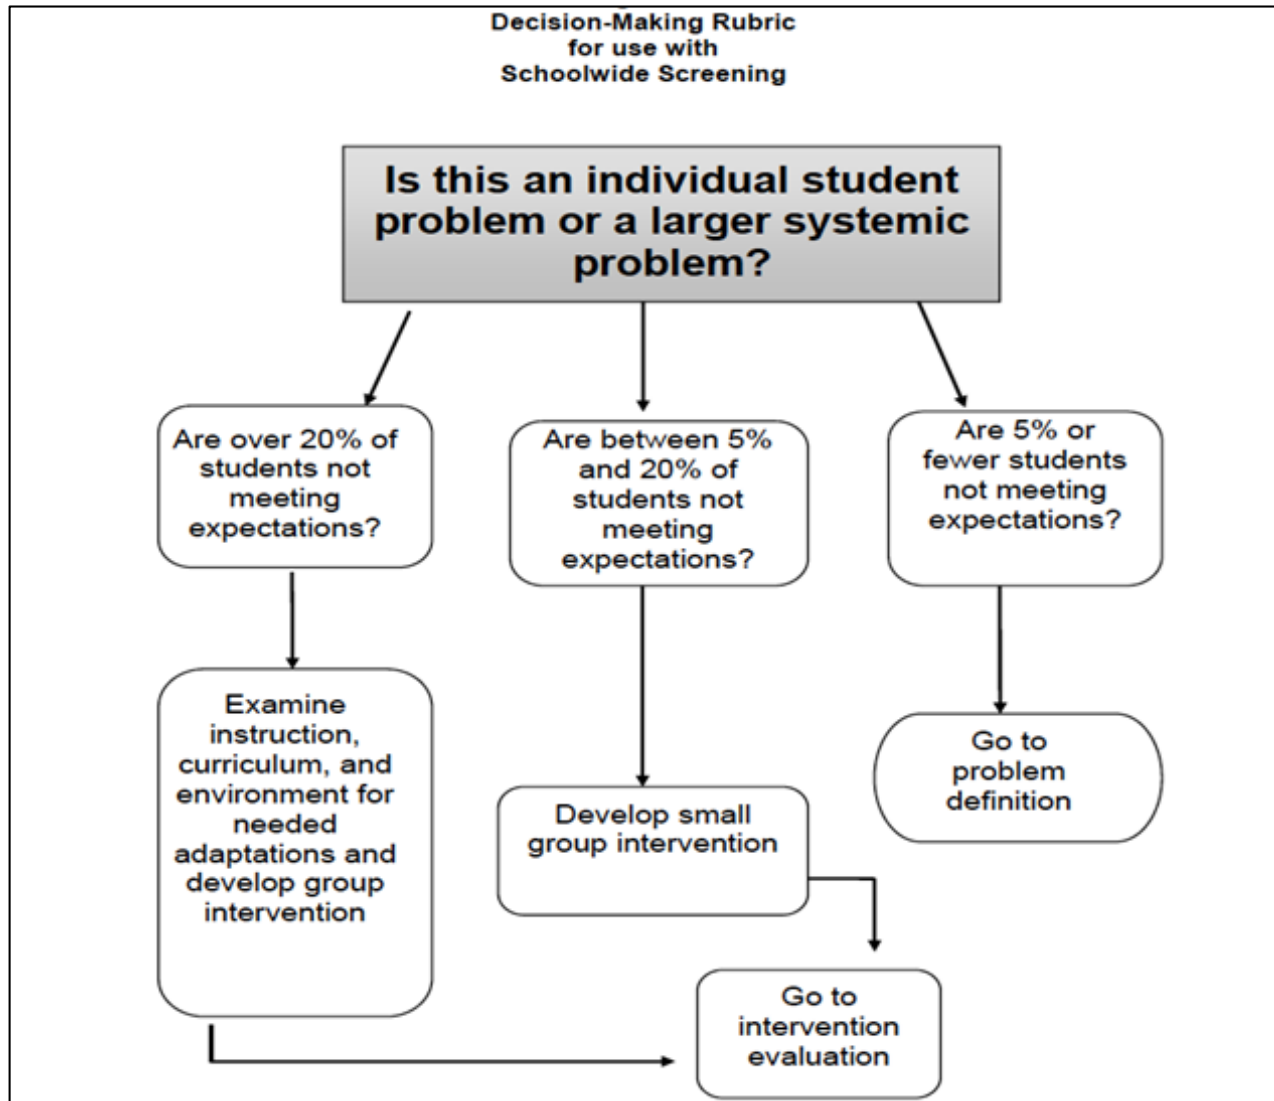 Decision-Making Rubric
for use with
Schoolwide Screening
Is this an individual student
problem or a larger systemic
problem?
Are over 20% of
students not
meeting
expectations?
Are between 5%
and 20% of
students not
meeting
expectations?
Are 5% or
fewer students
not meeting
expectations?
Examine
instruction,
curriculum, and
environment for
needed
adaptations and
develop group
intervention
Develop small
group intervention
Go to
problem
definition
Go to
intervention
evaluation